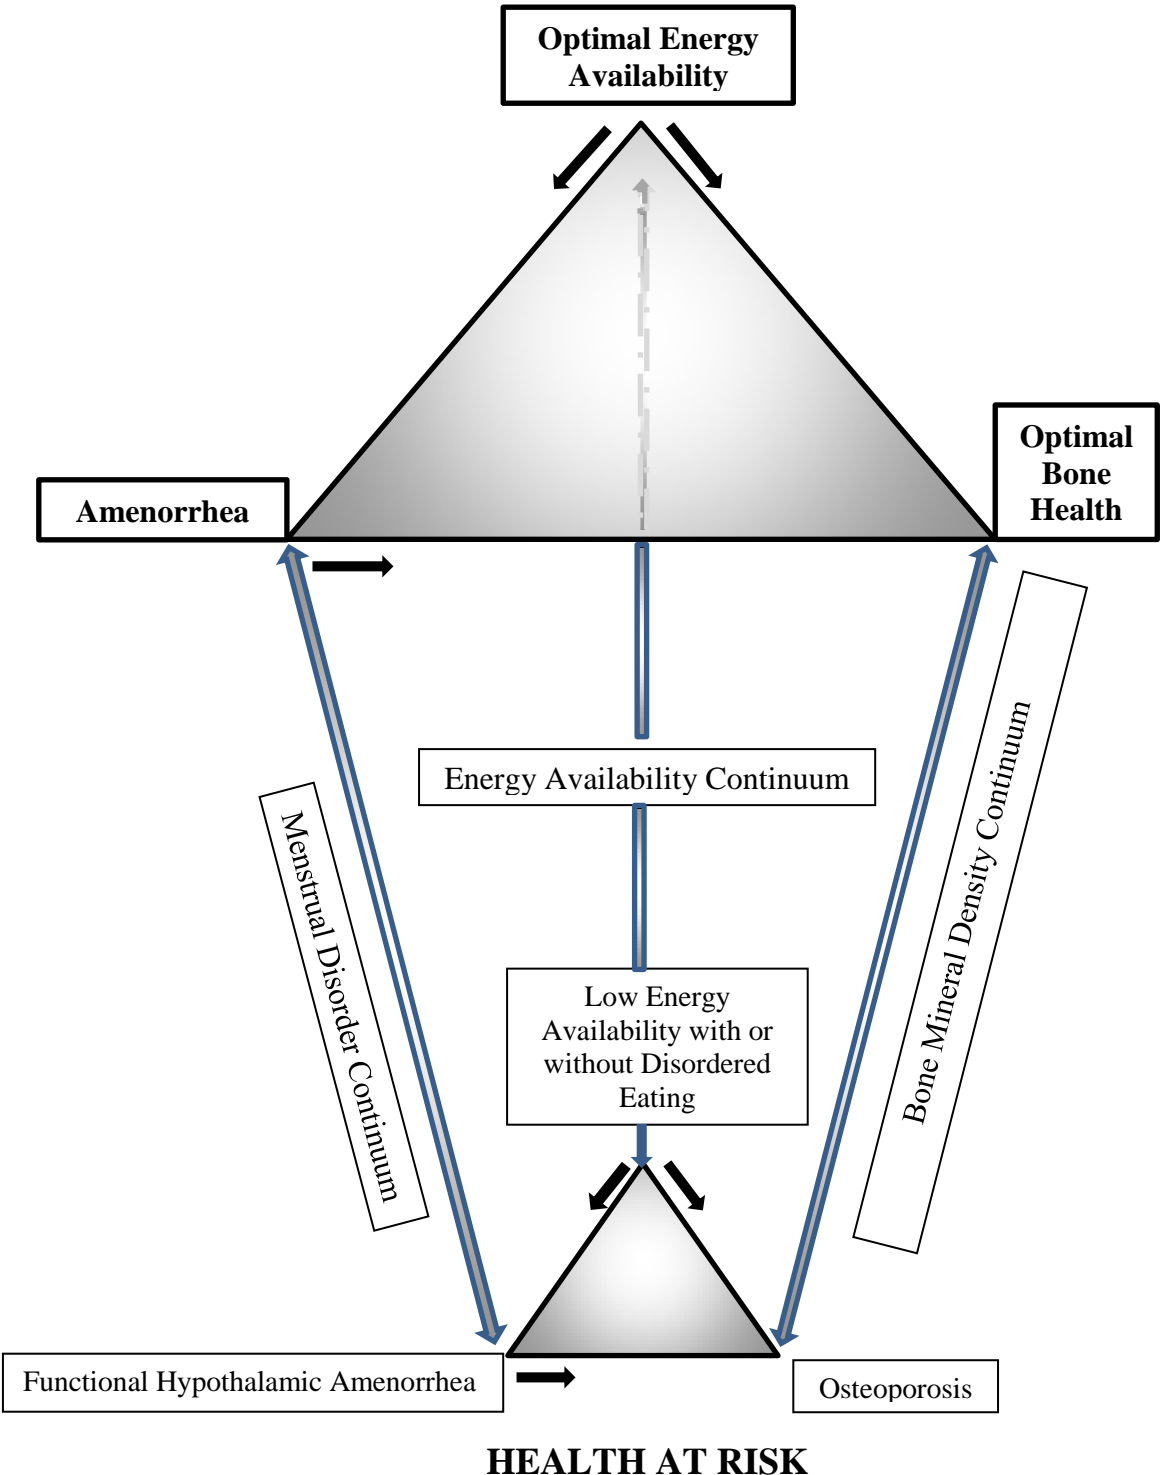 Optimal Energy
Availability
Optimal
Bone
Health
Amenorrhea
Energy Availability Continuum
Menstrual Disorder Continuum
Bone Mineral Density Continuum
Low Energy
Availability with or
without Disordered
Eating
Functional Hypothalamic Amenorrhea
Osteoporosis
HEALTH AT RISK